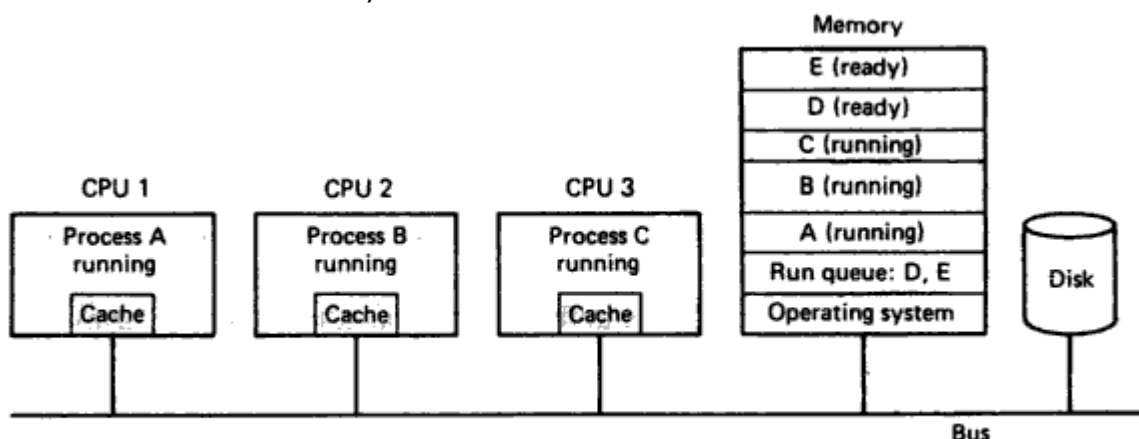 Memory
E (ready)
D (ready)
C (running)
B (running)
A (running)
Run queue: D, E
Operating system
CPU 1
Process A
running
Cache
CPU 2
Process B
running
Cache
CPU 3
Process C
running
Cache
Disk
Bus